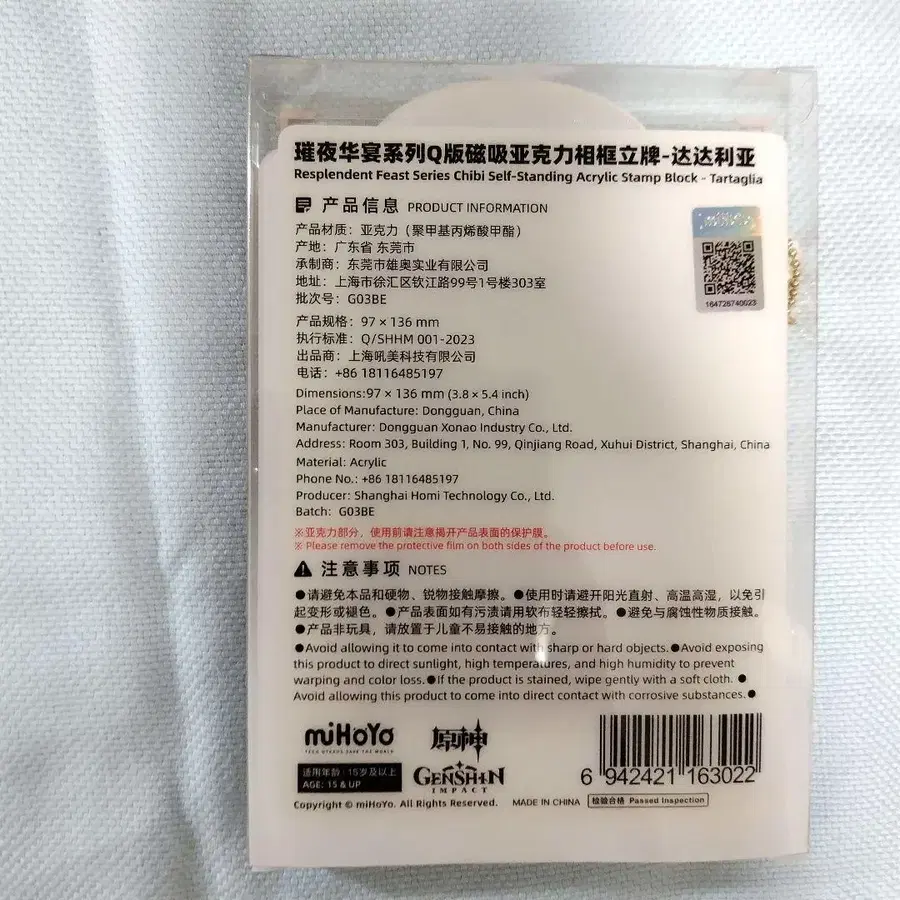 璀夜华宴系列Q版磁吸亚克力相框立牌-达达利亚
Resplendent Feast Series Chibi Self-Standing Acrylic Stamp Block - Tartaglia
产品信息 PRODUCT INFORMATION
产品材质：亚克力（聚甲基丙烯酸甲酯）
产地：广东省 东莞市
承制商：东莞市雄奥实业有限公司
地址：上海市徐汇区钦江路99号1号楼303室
批次号：G03BE
miHoYo
164728740023
产品规格：97 × 136 mm
执行标准：Q/SHHM 001-2023
出品商：上海吼美科技有限公司
电话：+86 18116485197
Dimensions:97 × 136 mm (3.8 × 5.4 inch)
Place of Manufacture: Dongguan, China
Manufacturer: Dongguan Xonao Industry Co., Ltd.
Address: Room 303, Building 1, No. 99, Qinjiang Road, Xuhui District, Shanghai, China
Material: Acrylic
Phone No.: +86 18116485197
Producer: Shanghai Homi Technology Co., Ltd.
Batch: G03BE
※亚克力部分，使用前请注意揭开产品表面的保护膜。
※ Please remove the protective film on both sides of the product before use.
注意事项 NOTES
●请避免本品和硬物、锐物接触摩擦。●使用时请避开阳光直射、高温高湿，以免引
起变形或褪色。●产品表面如有污渍请用软布轻轻擦拭。●避免与腐蚀性物质接触。
●产品非玩具，请放置于儿童不易接触的地方。
●Avoid allowing it to come into contact with sharp or hard objects.●Avoid exposing
this product to direct sunlight, high temperatures, and high humidity to prevent
warping and color loss.●If the product is stained, wipe gently with a soft cloth. ●
Avoid allowing this product to come into direct contact with corrosive substances.●
miHoYo
TECH OTAKUS SAVE THE WORLD
原神
GENSHIN
IMPACT
适用年龄：15岁及以上
AGE: 15 & UP
6 942421 163022
Copyright © miHoYo. All Rights Reserved.
MADE IN CHINA
检验合格 Passed Inspection